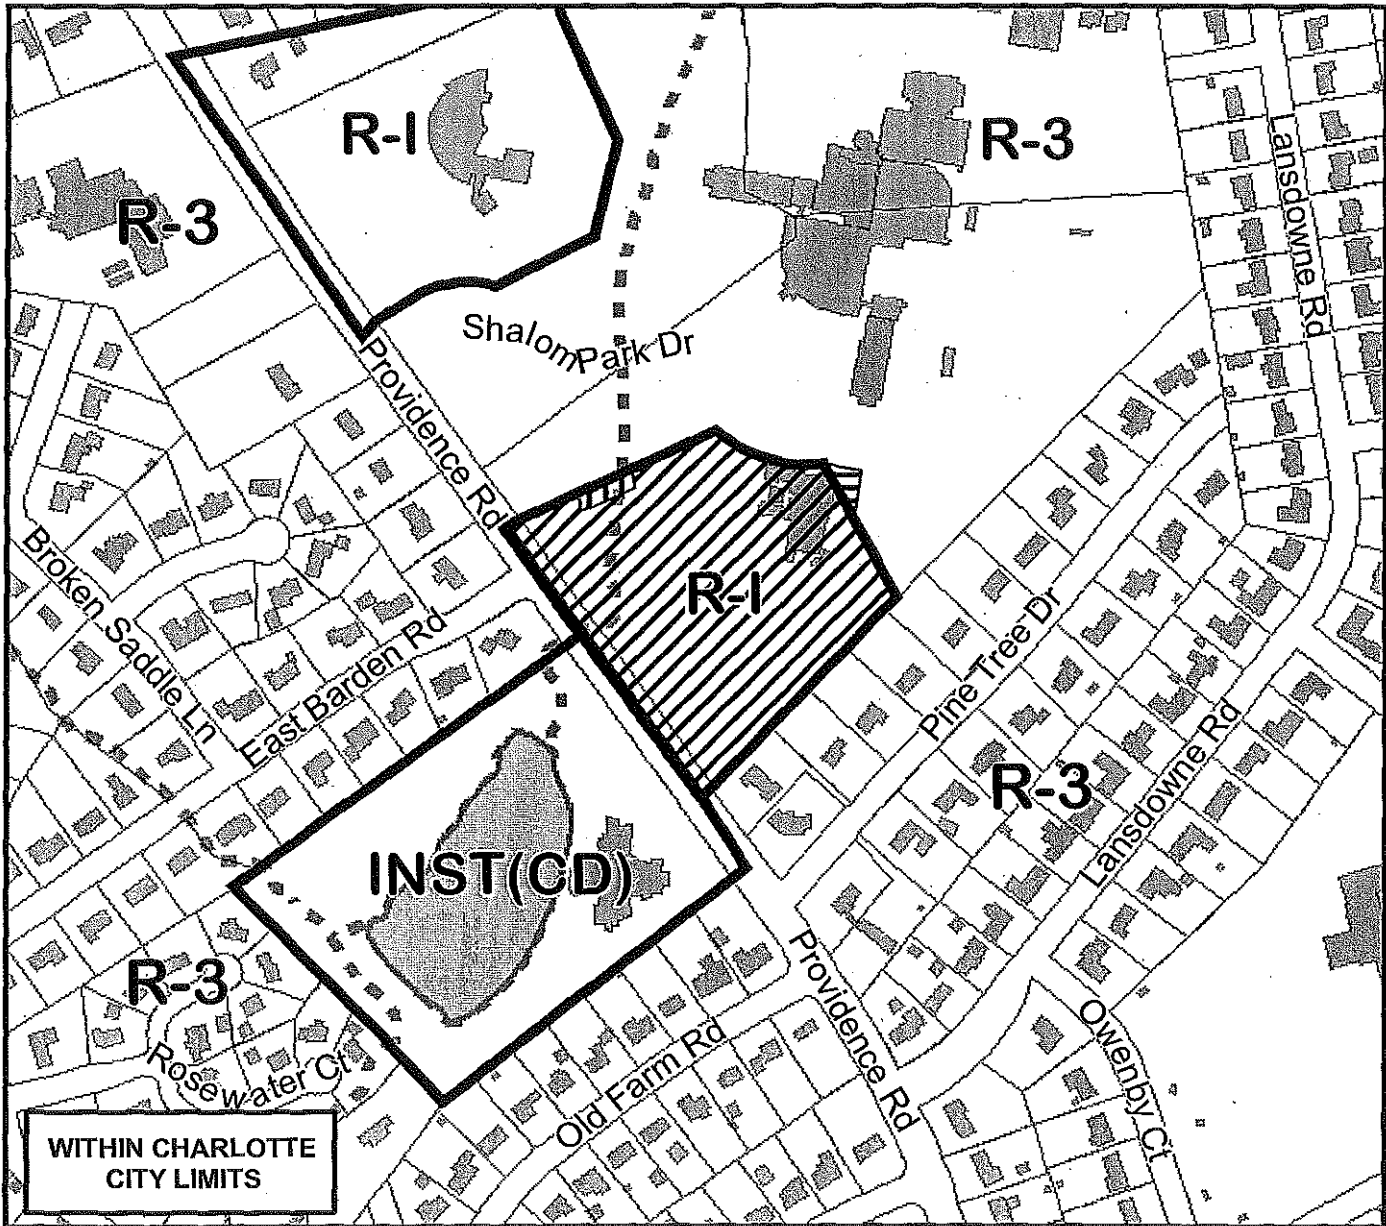 R-I
R-3
R-3
Lansdowne Rd
Shalom Park Dr
Providence Rd
R-I
Broken Saddle Ln
East Barden Rd
Pine Tree Dr
R-3
Lansdowne Rd
INST(CD)
R-3
Providence Rd
Rosewater Ct
Old Farm Rd
Owenby Ct
WITHIN CHARLOTTE
CITY LIMITS